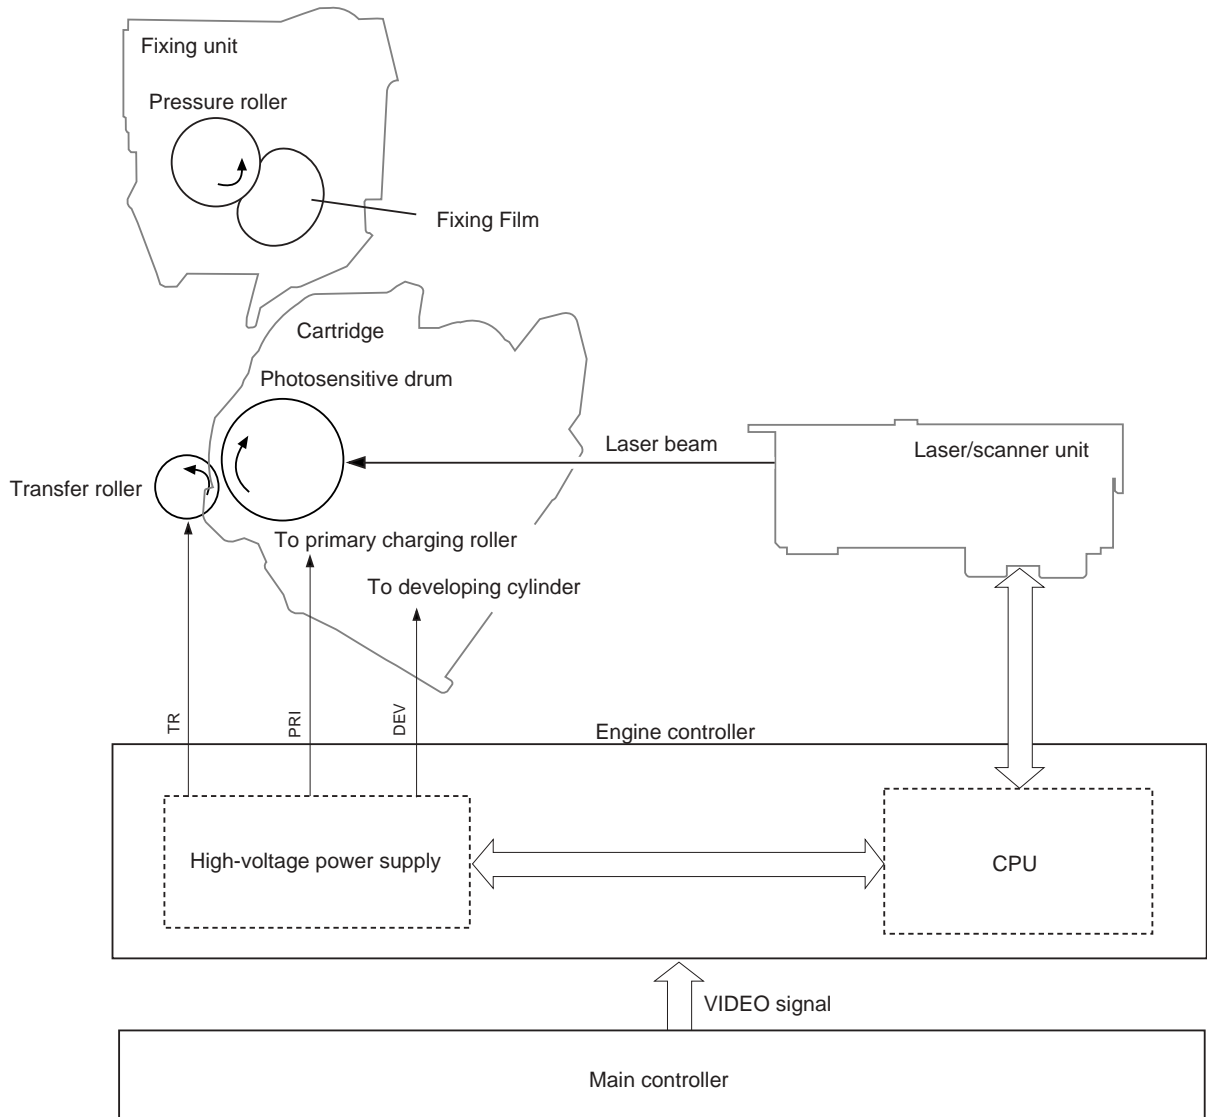 Fixing unit
Pressure roller
Fixing Film
Cartridge
Photosensitive drum
Laser beam
Laser/scanner unit
Transfer roller
To primary charging roller
To developing cylinder
TR
PRI
DEV
Engine controller
High-voltage power supply
CPU
VIDEO signal
Main controller